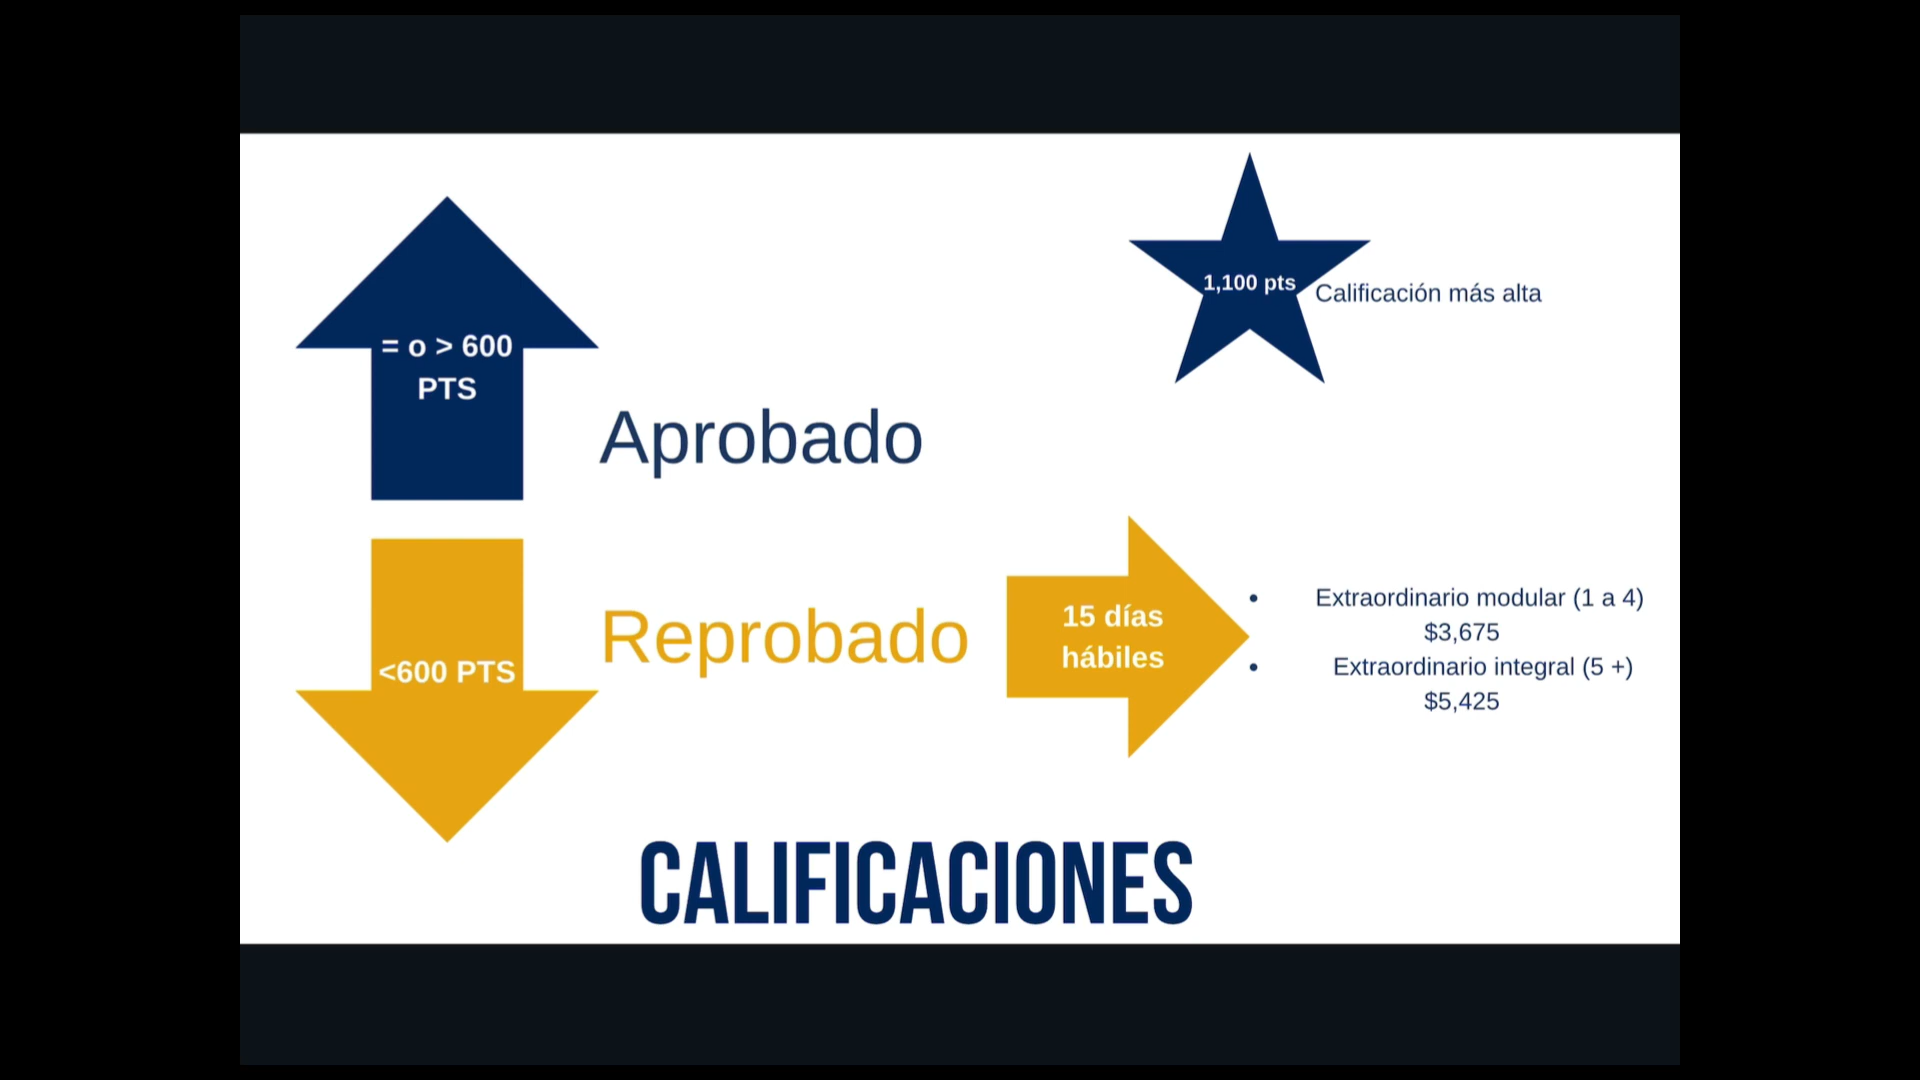 = o > 600
PTS
Aprobado
1,100 pts
Calificación más alta
<600 PTS
Reprobado
15 días
hábiles
• Extraordinario modular (1 a 4)
$3,675
• Extraordinario integral (5 +)
$5,425
CALIFICACIONES